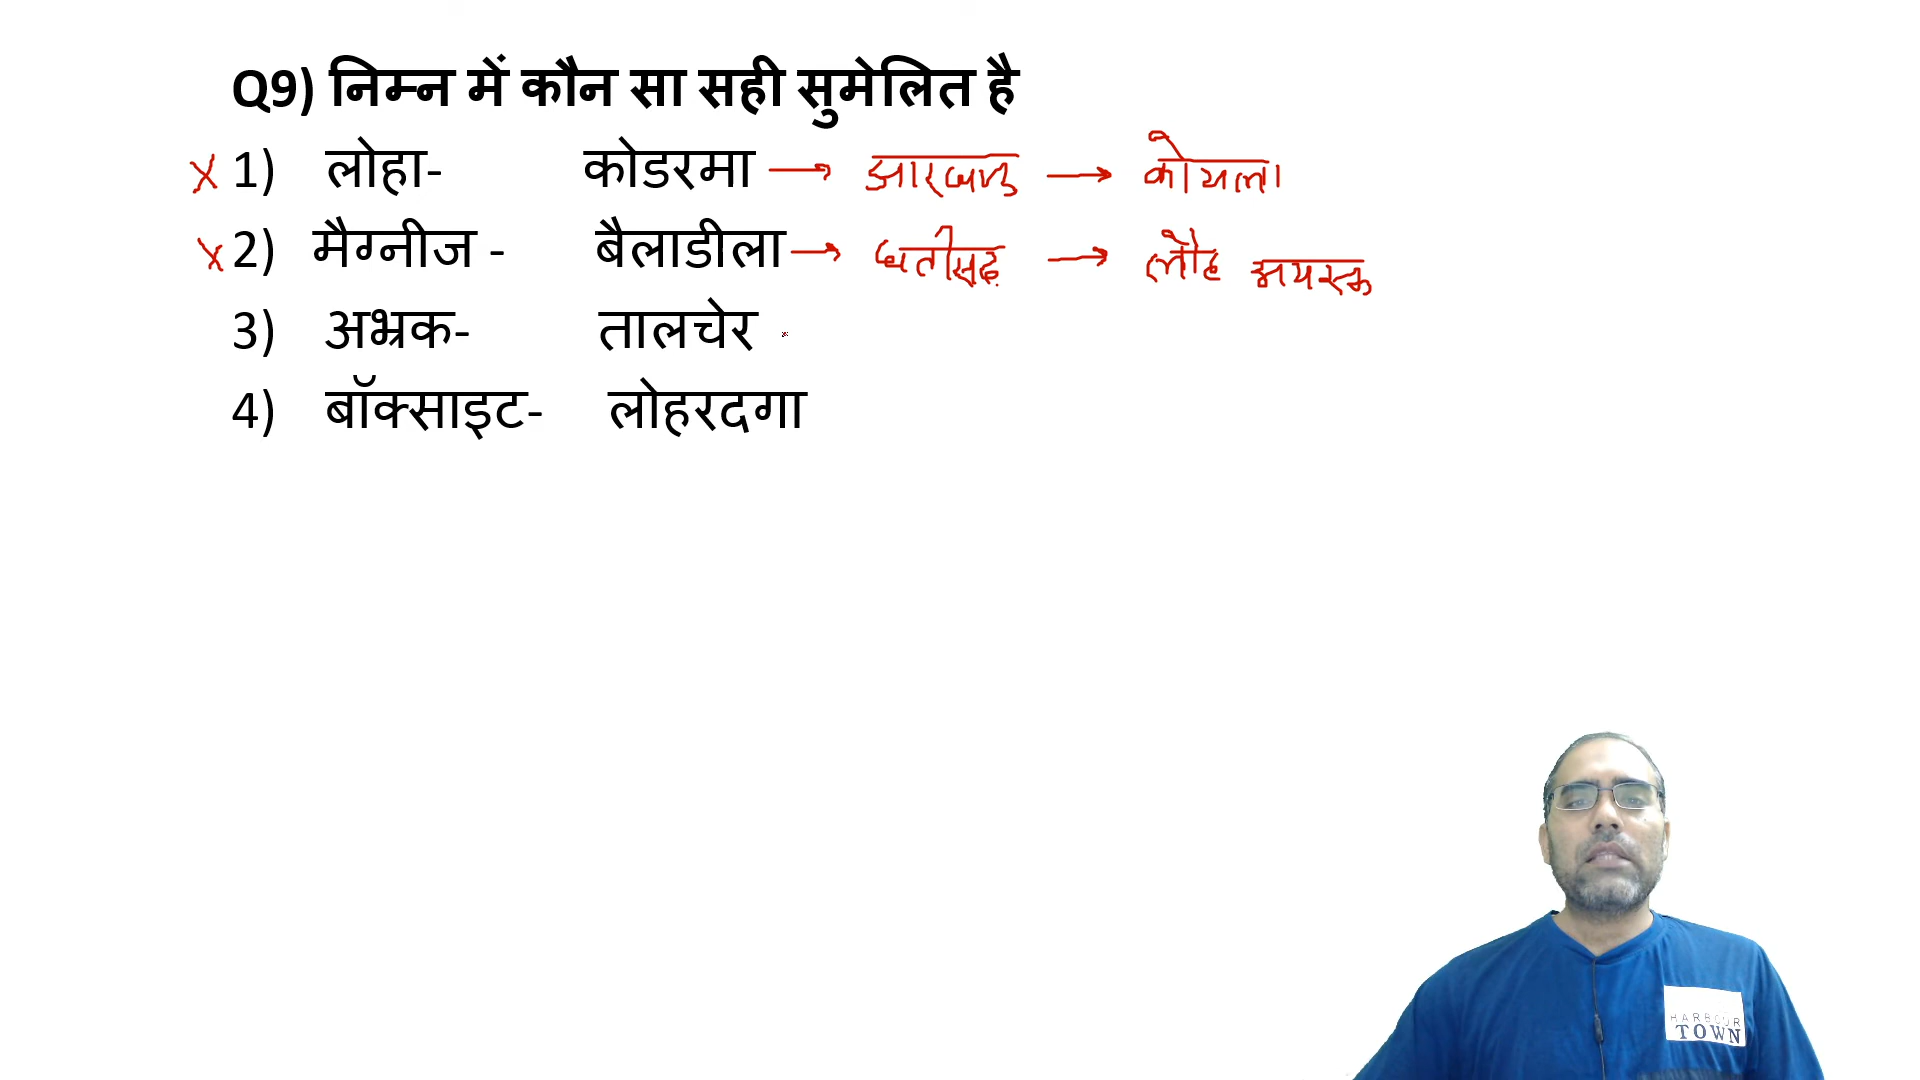 Q9) निम्न में कौन सा सही सुमेलित है
x 1) लोहा- कोडरमा → झारखण्ड → कोयला
x 2) मैग्नीज - बैलाडीला → छत्तीसगढ़ → लौह अयस्क
3) अभ्रक- तालचेर
4) बॉक्साइट- लोहरदगा
HARBOUR
TOWN